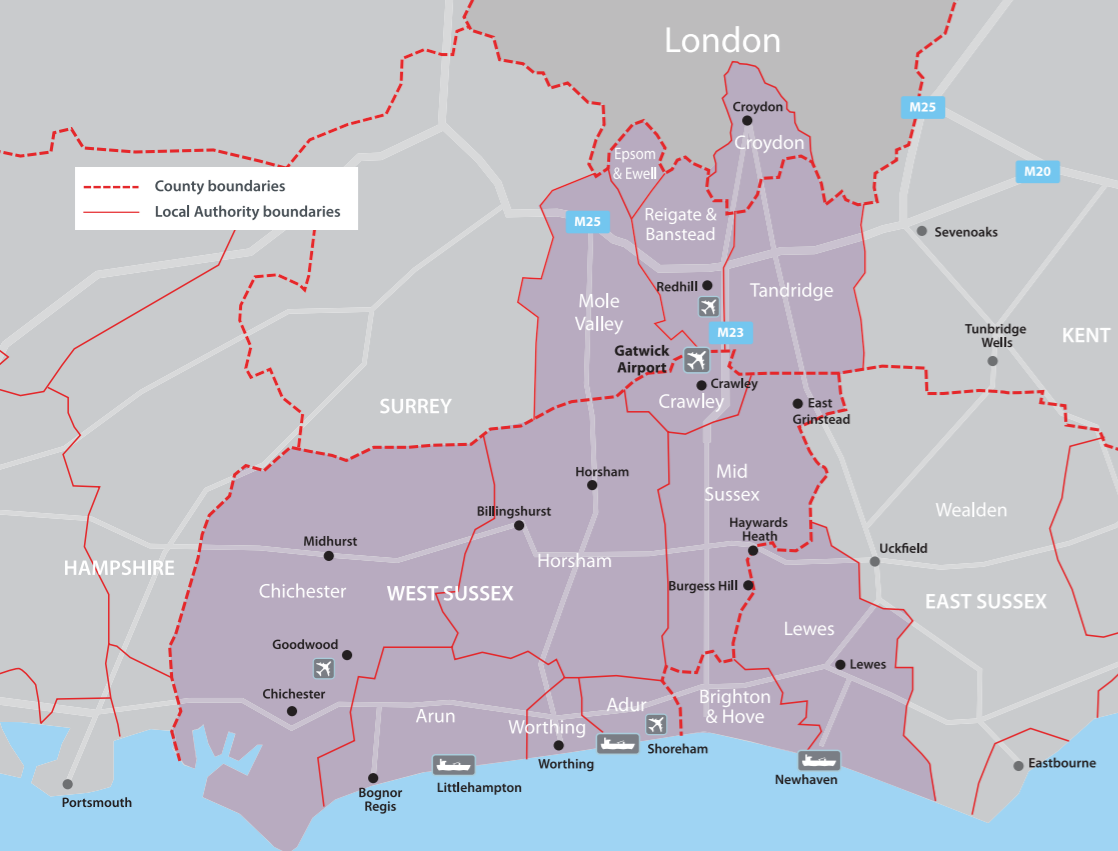 London
M25
Croydon
Croydon
Epsom
& Ewell
M20
County boundaries
Local Authority boundaries
M25
Reigate &
Banstead
Sevenoaks
Redhill
Tandridge
Mole
Valley
M23
Tunbridge
Wells
KENT
Gatwick
Airport
Crawley
Crawley
SURREY
East
Grinstead
Horsham
Mid
Sussex
Billingshurst
Wealden
Haywards
Heath
Midhurst
Uckfield
HAMPSHIRE
Horsham
Chichester
WEST SUSSEX
Burgess Hill
EAST SUSSEX
Lewes
Goodwood
Lewes
Chichester
Arun
Adur
Brighton
& Hove
Worthing
Shoreham
Worthing
Eastbourne
Newhaven
Littlehampton
Bognor
Regis
Portsmouth